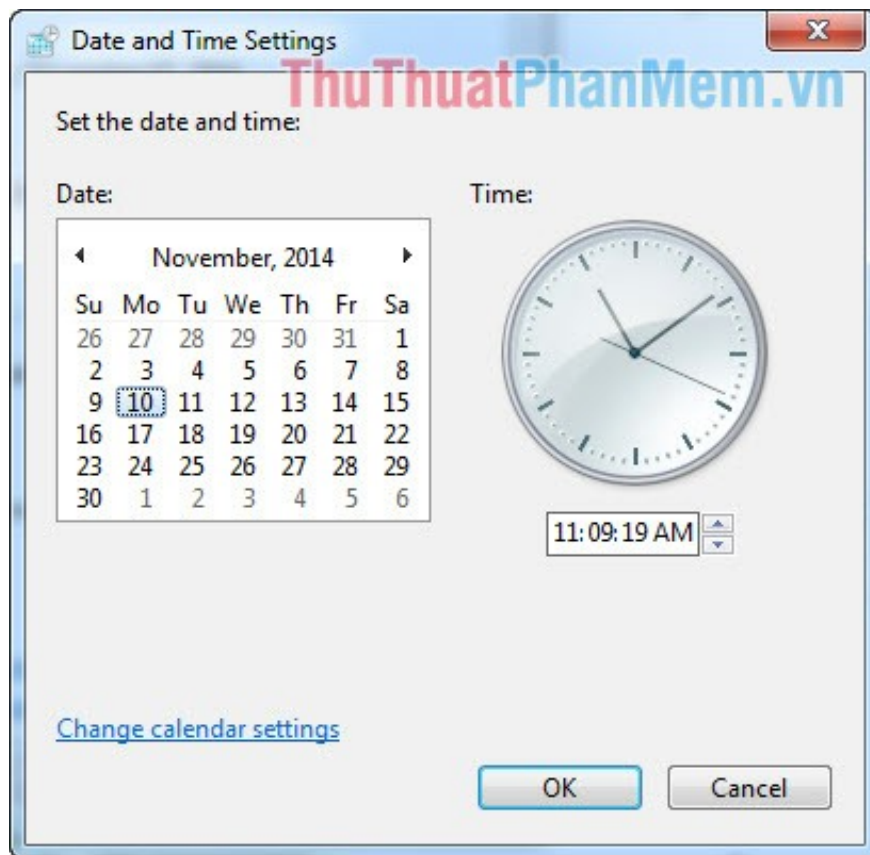 Date and Time Settings
ThuThuatPhanMem.vn
Set the date and time:
Date:
Time:
November, 2014
Su Mo Tu We Th Fr Sa
26 27 28 29 30 31 1
2 3 4 5 6 7 8
9 10 11 12 13 14 15
16 17 18 19 20 21 22
23 24 25 26 27 28 29
30 1 2 3 4 5 6
11:09:19 AM
Change calendar settings
OK
Cancel